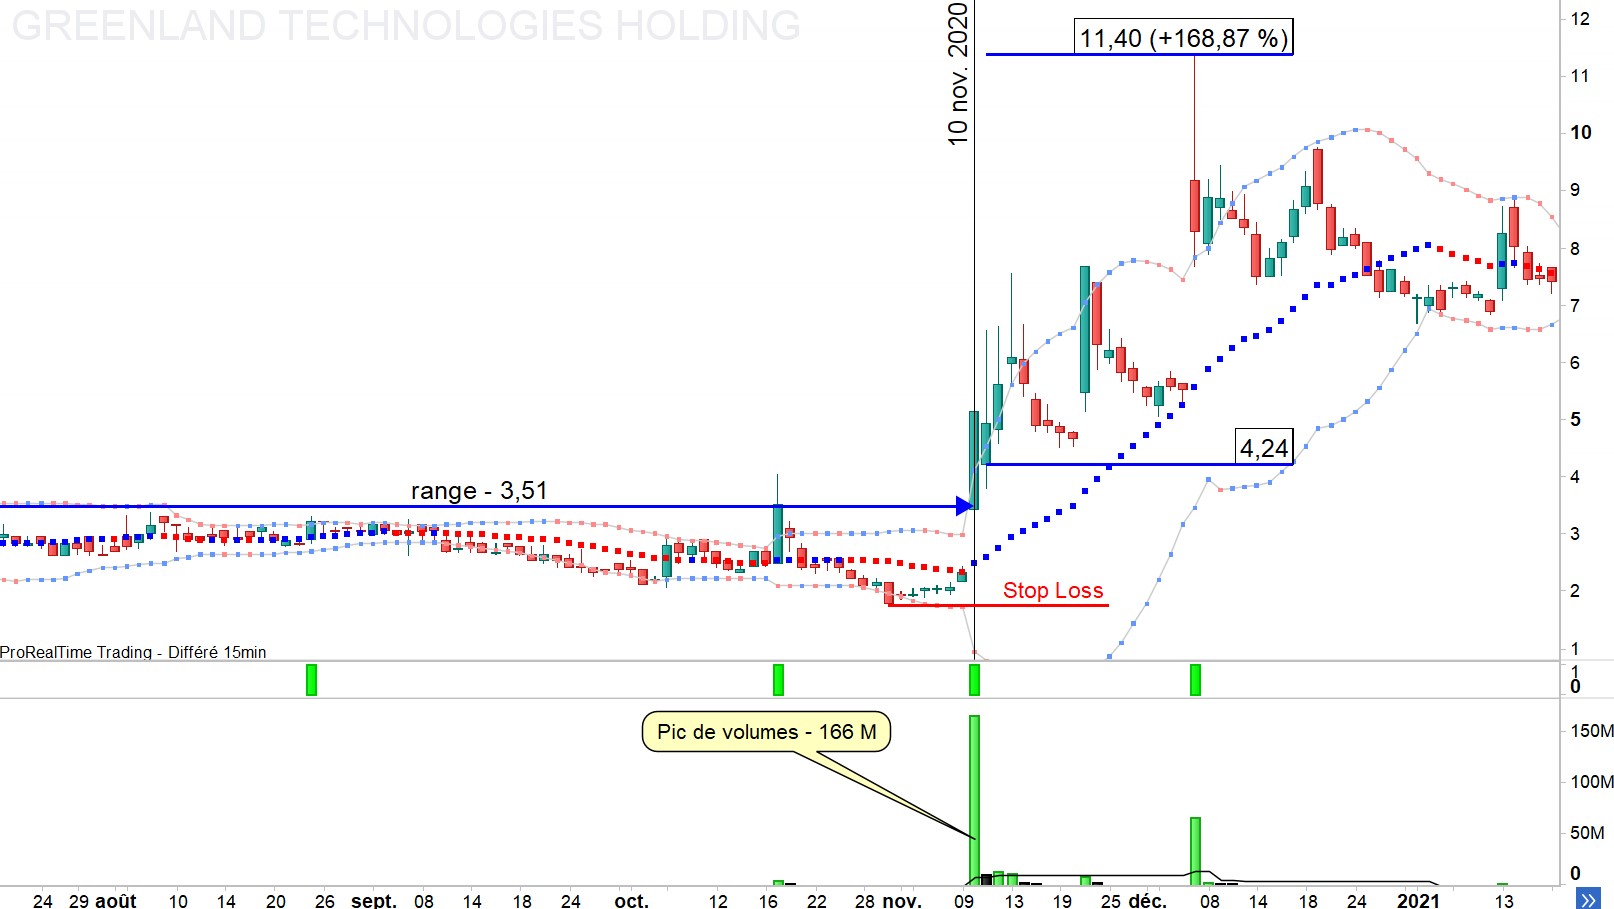 GREENLAND TECHNOLOGIES HOLDING
10 nov. 2020
11,40 (+168,87 %)
4,24
range - 3,51
Stop Loss
ProRealTime Trading - Différé 15min
Pic de volumes - 166 M
12
11
10
9
8
7
6
5
4
3
2
1
1
0
150M
100M
50M
0
24 29 août 10 14 20 26 sept. 08 14 18 24 oct. 12 16 22 28 nov. 09 13 19 25 déc. 08 14 18 24 2021 13